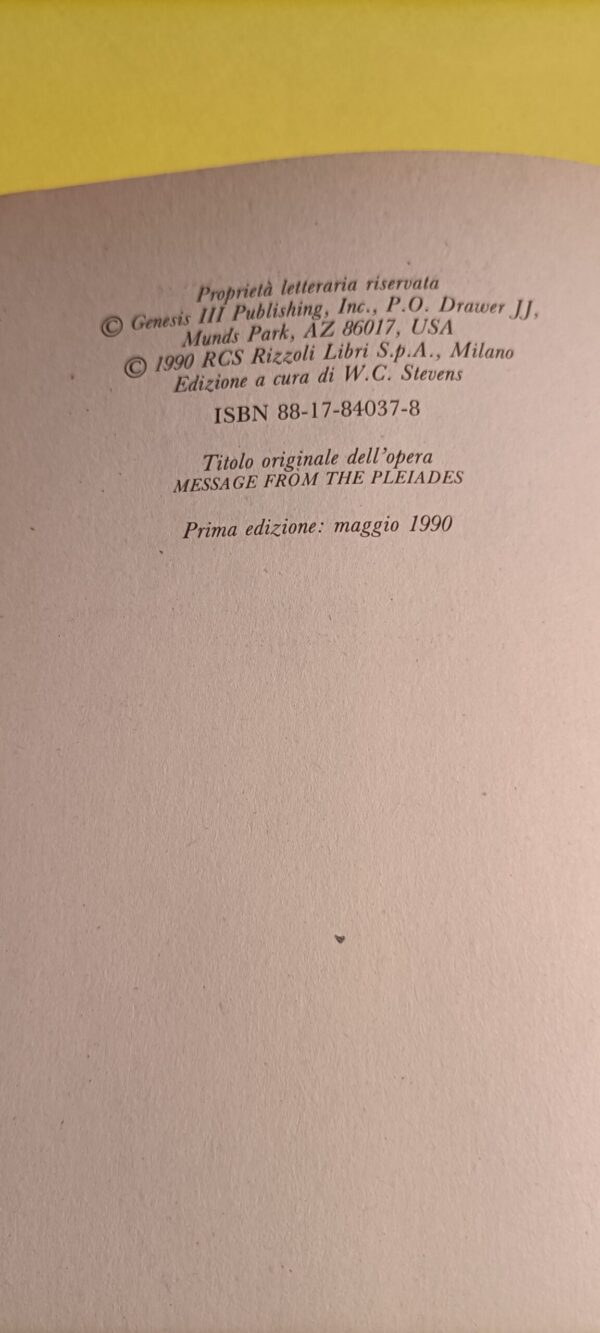 Proprietà letteraria riservata
© Genesis III Publishing, Inc., P.O. Drawer JJ,
Munds Park, AZ 86017, USA
© 1990 RCS Rizzoli Libri S.p.A., Milano
Edizione a cura di W.C. Stevens
ISBN 88-17-84037-8
Titolo originale dell'opera
MESSAGE FROM THE PLEIADES
Prima edizione: maggio 1990